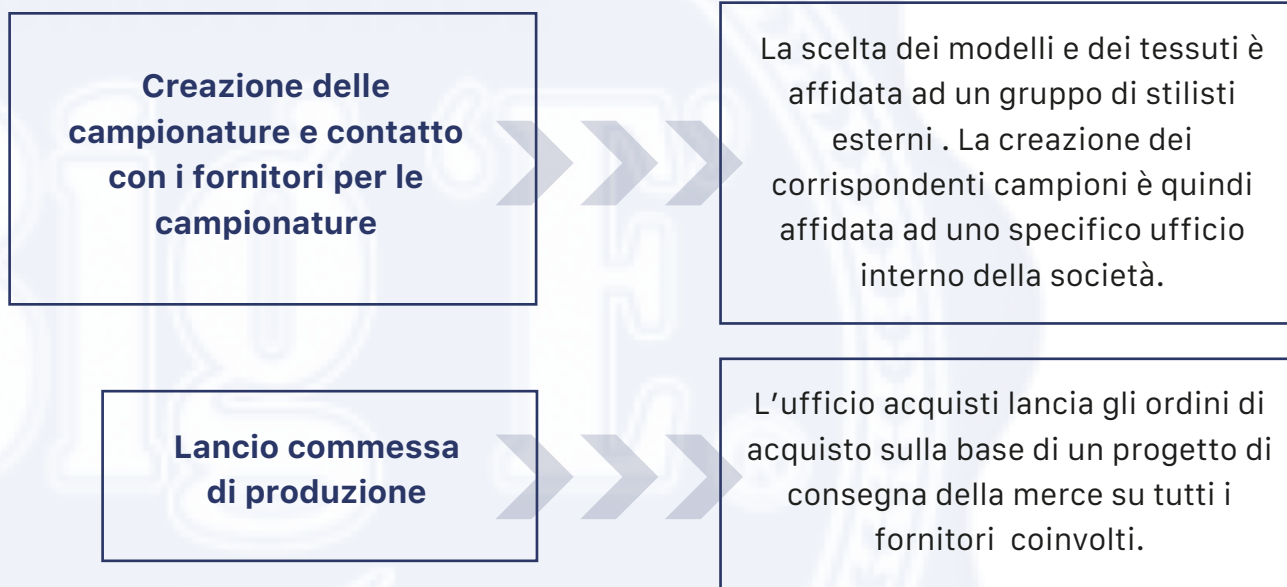 Creazione delle
campionature e contatto
con i fornitori per le
campionature
La scelta dei modelli e dei tessuti è
affidata ad un gruppo di stilisti
esterni . La creazione dei
corrispondenti campioni è quindi
affidata ad uno specifico ufficio
interno della società.
Lancio commessa
di produzione
L’ufficio acquisti lancia gli ordini di
acquisto sulla base di un progetto di
consegna della merce su tutti i
fornitori  coinvolti.